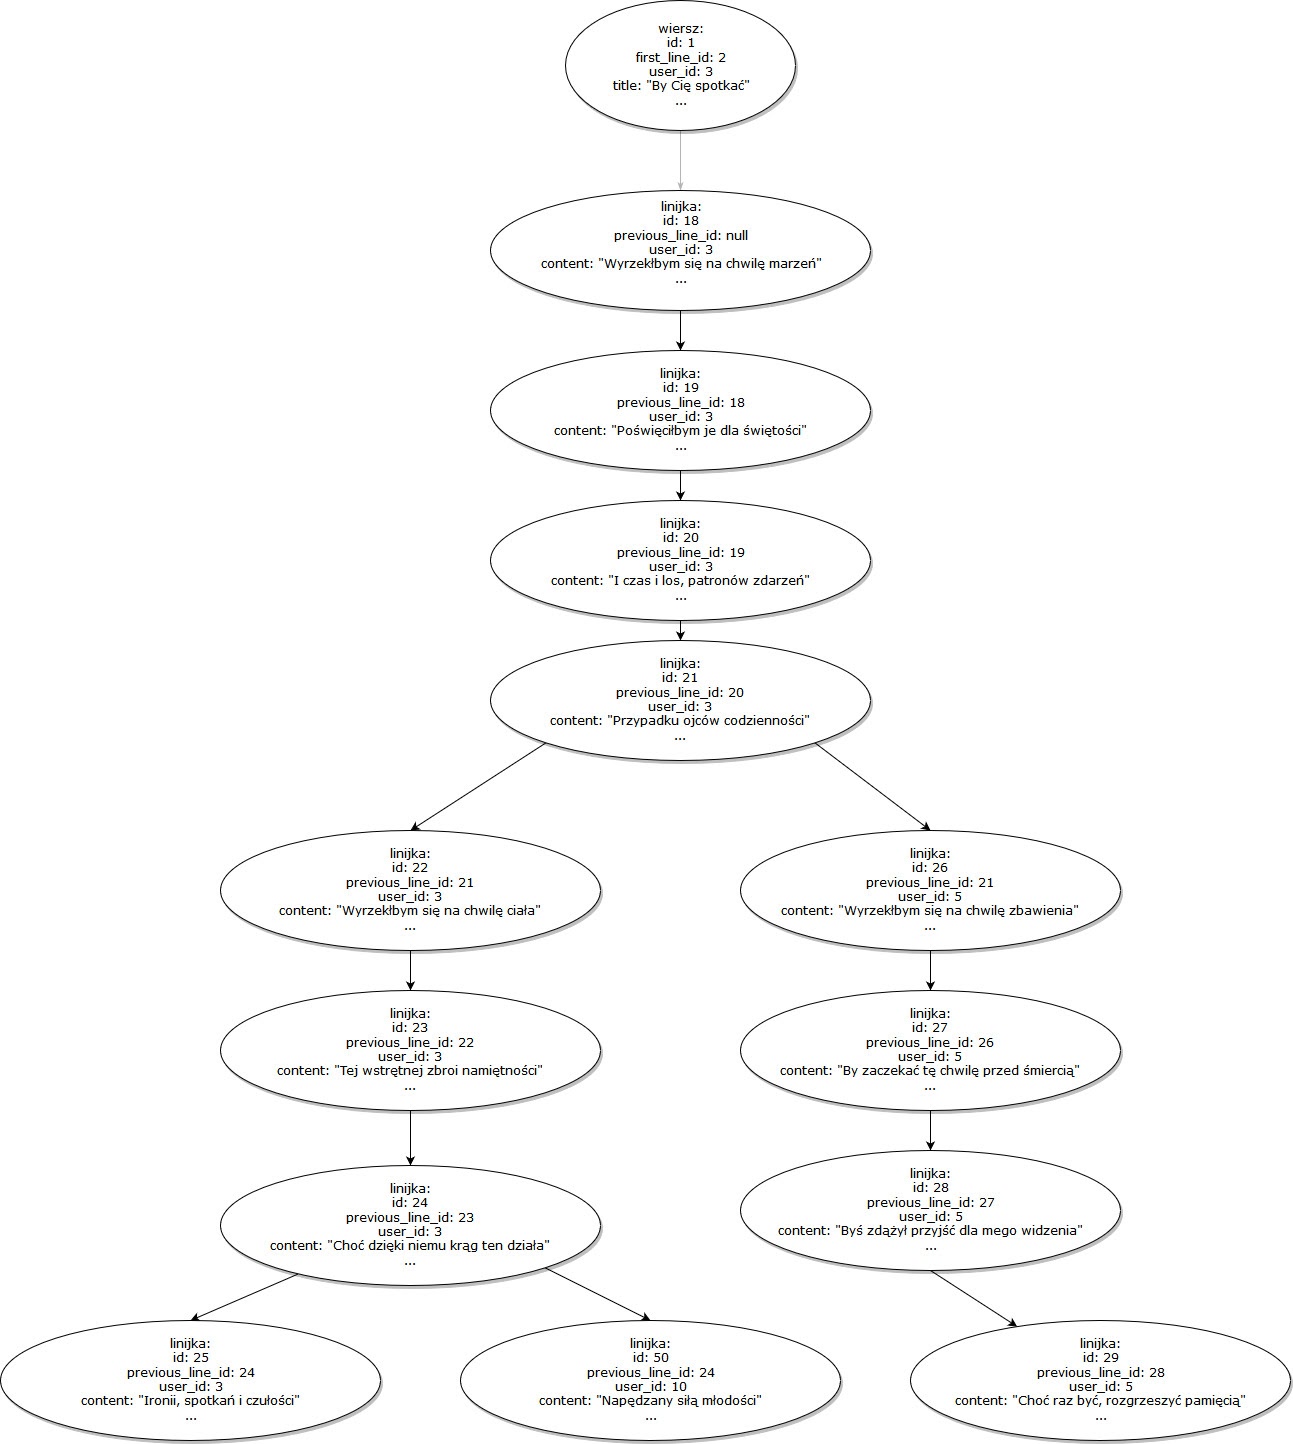 wiersz:
id: 1
first_line_id: 2
user_id: 3
title: "By Cię spotkać"
...
linijka:
id: 18
previous_line_id: null
user_id: 3
content: "Wyrzekłbym się na chwilę marzeń"
...
linijka:
id: 19
previous_line_id: 18
user_id: 3
content: "Poświęciłbym je dla świętości"
...
linijka:
id: 20
previous_line_id: 19
user_id: 3
content: "I czas i los, patronów zdarzeń"
...
linijka:
id: 21
previous_line_id: 20
user_id: 3
content: "Przypadku ojców codzienności"
...
linijka:
id: 22
previous_line_id: 21
user_id: 3
content: "Wyrzekłbym się na chwilę ciała"
...
linijka:
id: 26
previous_line_id: 21
user_id: 5
content: "Wyrzekłbym się na chwilę zbawienia"
...
linijka:
id: 23
previous_line_id: 22
user_id: 3
content: "Tej wstrętnej zbroi namiętności"
...
linijka:
id: 27
previous_line_id: 26
user_id: 5
content: "By zaczekać tę chwilę przed śmiercią"
...
linijka:
id: 24
previous_line_id: 23
user_id: 3
content: "Choć dzięki niemu krąg ten działa"
...
linijka:
id: 28
previous_line_id: 27
user_id: 5
content: "Byś zdążył przyjść dla mego widzenia"
...
linijka:
id: 25
previous_line_id: 24
user_id: 3
content: "Ironii, spotkań i czułości"
...
linijka:
id: 50
previous_line_id: 24
user_id: 10
content: "Napędzany siłą młodości"
...
linijka:
id: 29
previous_line_id: 28
user_id: 5
content: "Choć raz być, rozgrzeszyć pamięcią"
...